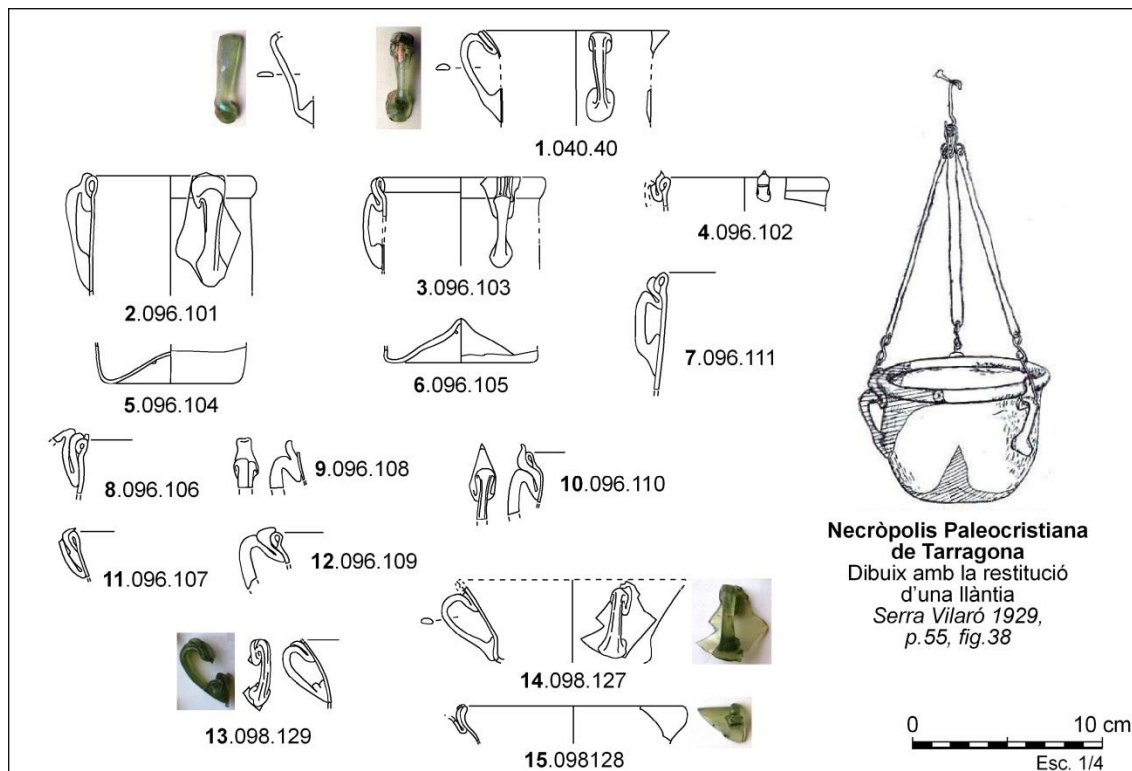 1.040.40
2.096.101
3.096.103
4.096.102
5.096.104
6.096.105
7.096.111
8.096.106
9.096.108
10.096.110
11.096.107
12.096.109
13.098.129
14.098.127
15.098128
Necròpolis Paleocristiana
de Tarragona
Dibuix amb la restitució
d'una llàntia
Serra Vilaró 1929,
p.55, fig.38
0 10 cm
Esc. 1/4